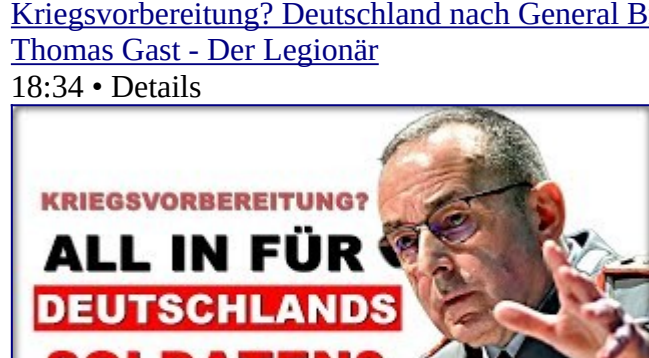 Kriegsvorbereitung? Deutschland nach General B
Thomas Gast - Der Legionär
18:34 • Details
KRIEGSVORBEREITUNG?
ALL IN FÜR
DEUTSCHLANDS